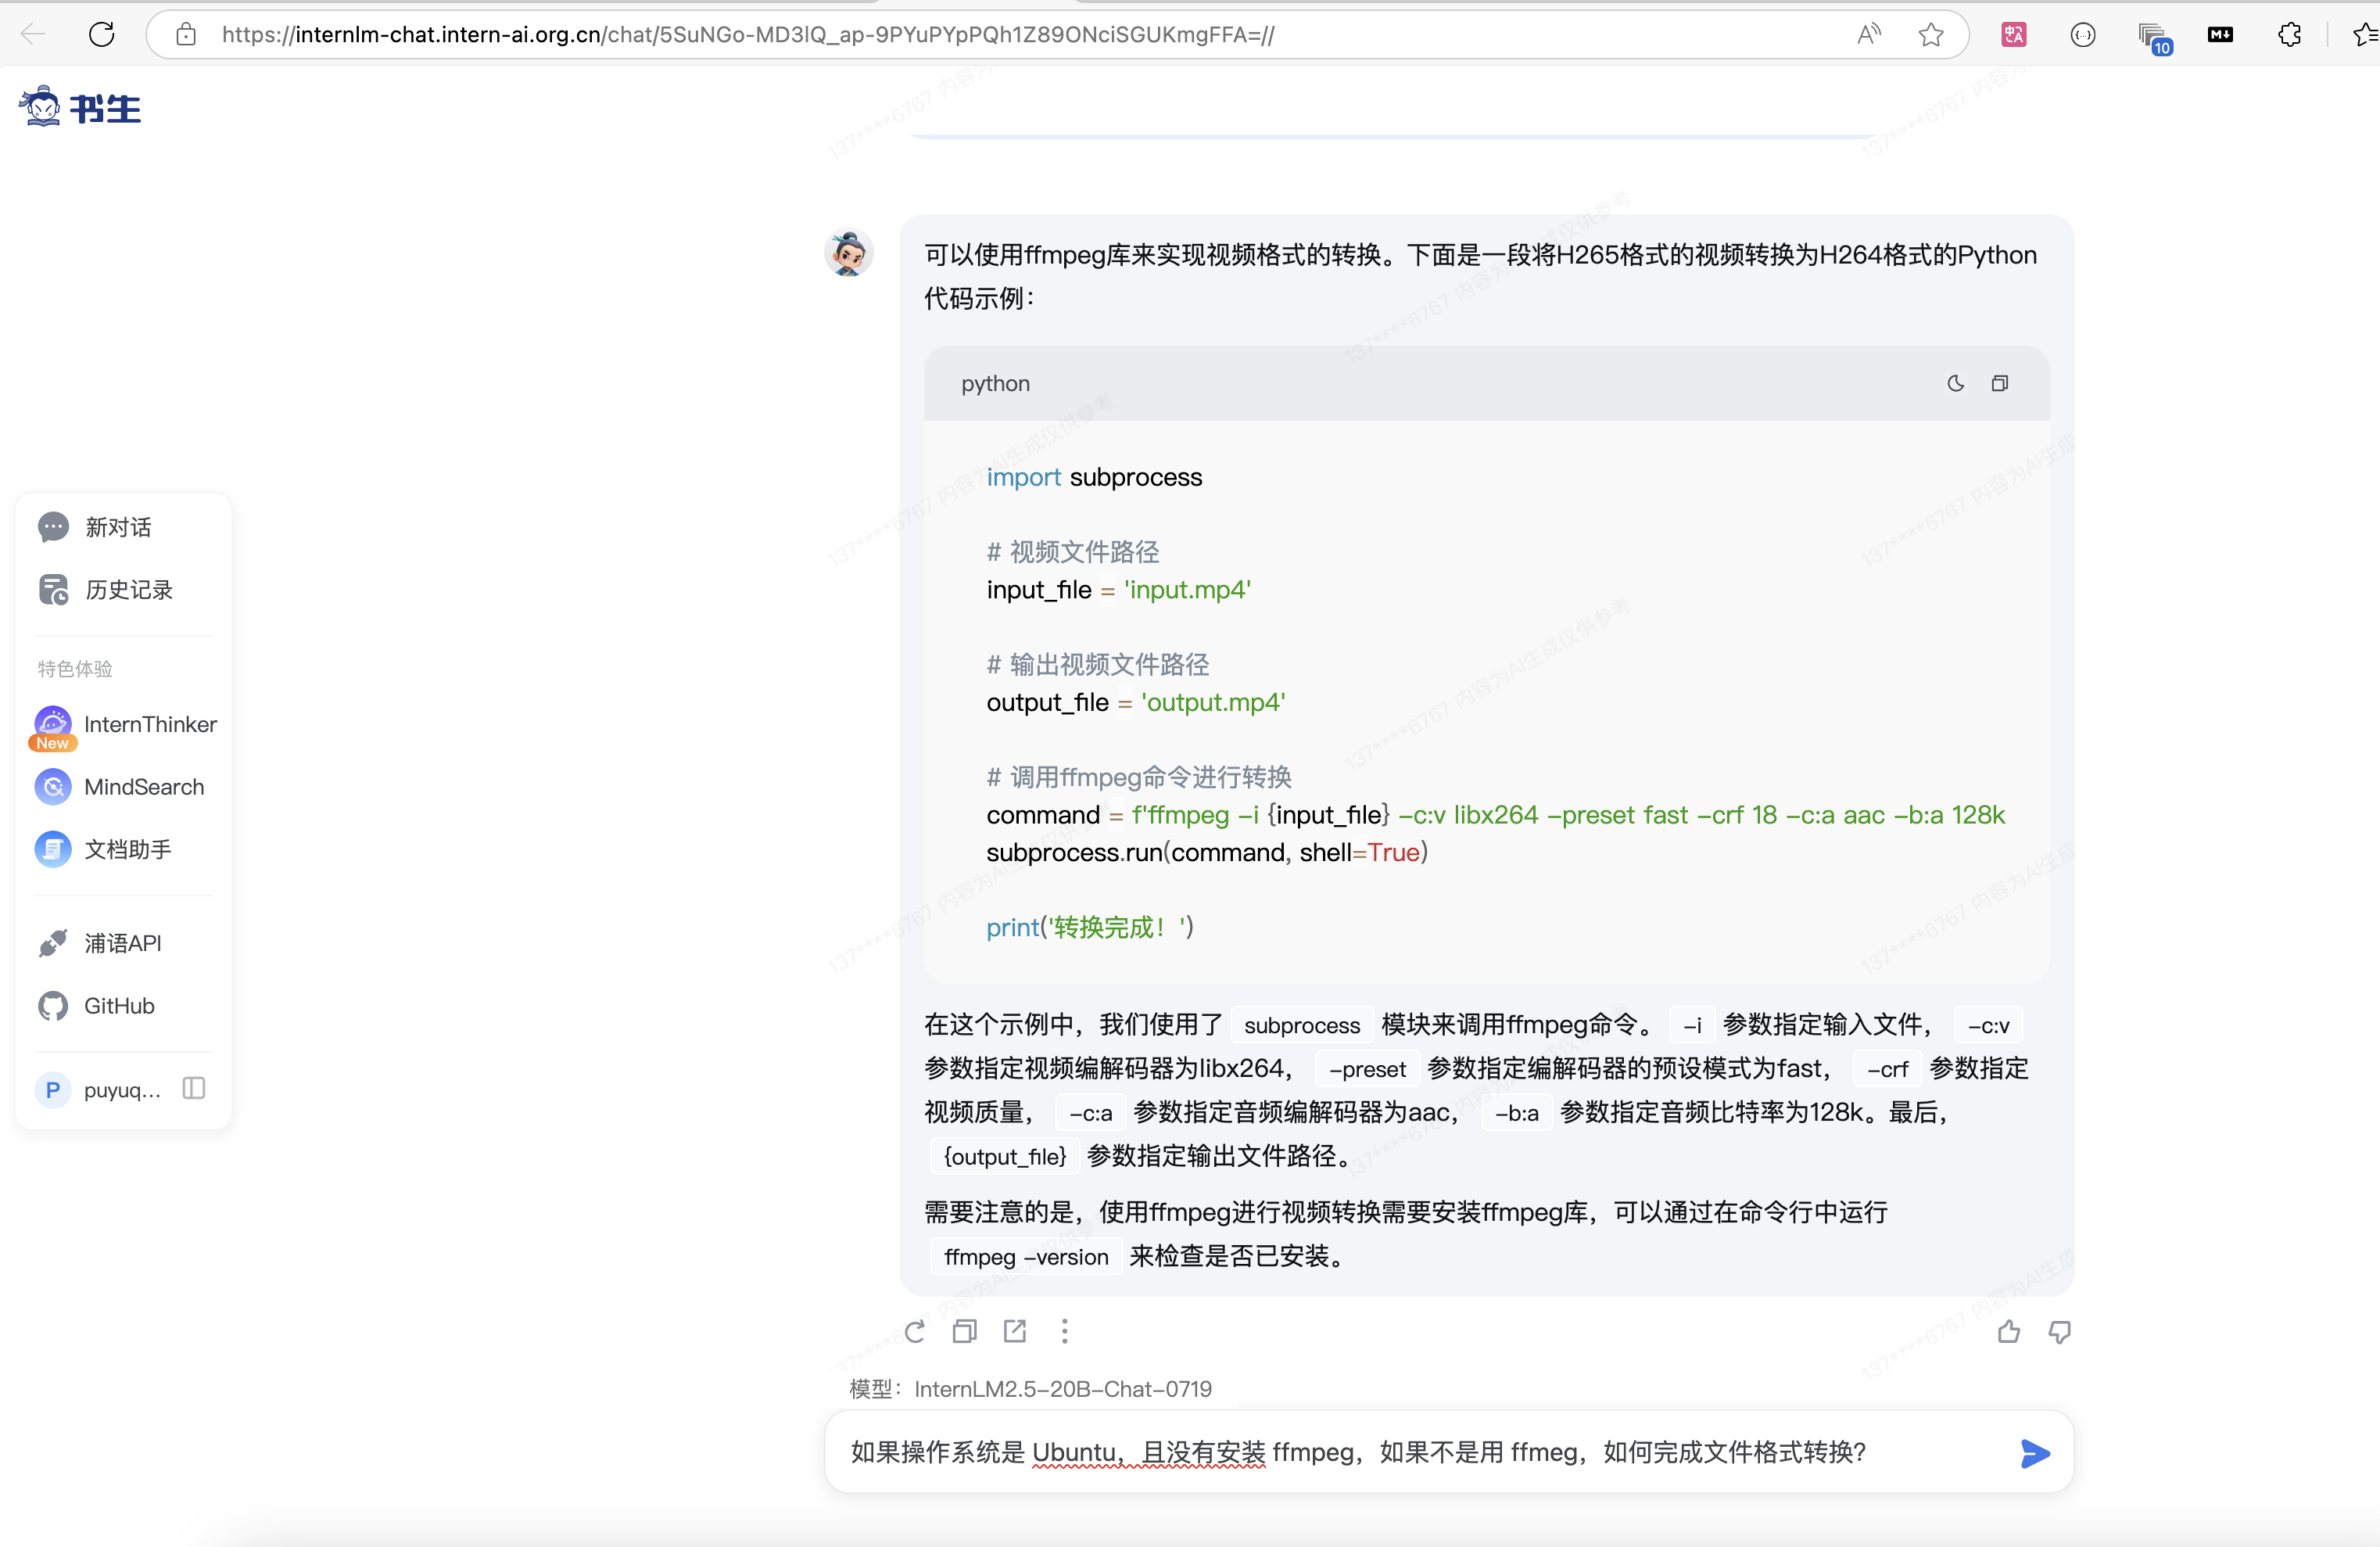 https://internlm-chat.intern-ai.org.cn/chat/5SuNGo-MD3lQ_ap-9PYuPYpPQh1Z89ONciSGUKmgFFA=//
10
书生
新对话
历史记录
特色体验
InternThinker
New
MindSearch
文档助手
浦语API
GitHub
P puyuq...
可以使用ffmpeg库来实现视频格式的转换。下面是一段将H265格式的视频转换为H264格式的Python
代码示例：
python
import subprocess
# 视频文件路径
input_file = 'input.mp4'
# 输出视频文件路径
output_file = 'output.mp4'
# 调用ffmpeg命令进行转换
command = f'ffmpeg -i {input_file} -c:v libx264 -preset fast -crf 18 -c:a aac -b:a 128k
subprocess.run(command, shell=True)
print('转换完成！')
在这个示例中，我们使用了 subprocess 模块来调用ffmpeg命令。 -i 参数指定输入文件， -c:v
参数指定视频编解码器为libx264， -preset 参数指定编解码器的预设模式为fast， -crf 参数指定
视频质量， -c:a 参数指定音频编解码器为aac， -b:a 参数指定音频比特率为128k。最后，
{output_file} 参数指定输出文件路径。
需要注意的是，使用ffmpeg进行视频转换需要安装ffmpeg库，可以通过在命令行中运行
ffmpeg -version 来检查是否已安装。
模型：InternLM2.5-20B-Chat-0719
如果操作系统是 Ubuntu，且没有安装 ffmpeg，如果不是用 ffmeg，如何完成文件格式转换？
137****6767 内容为AI生成仅供参考